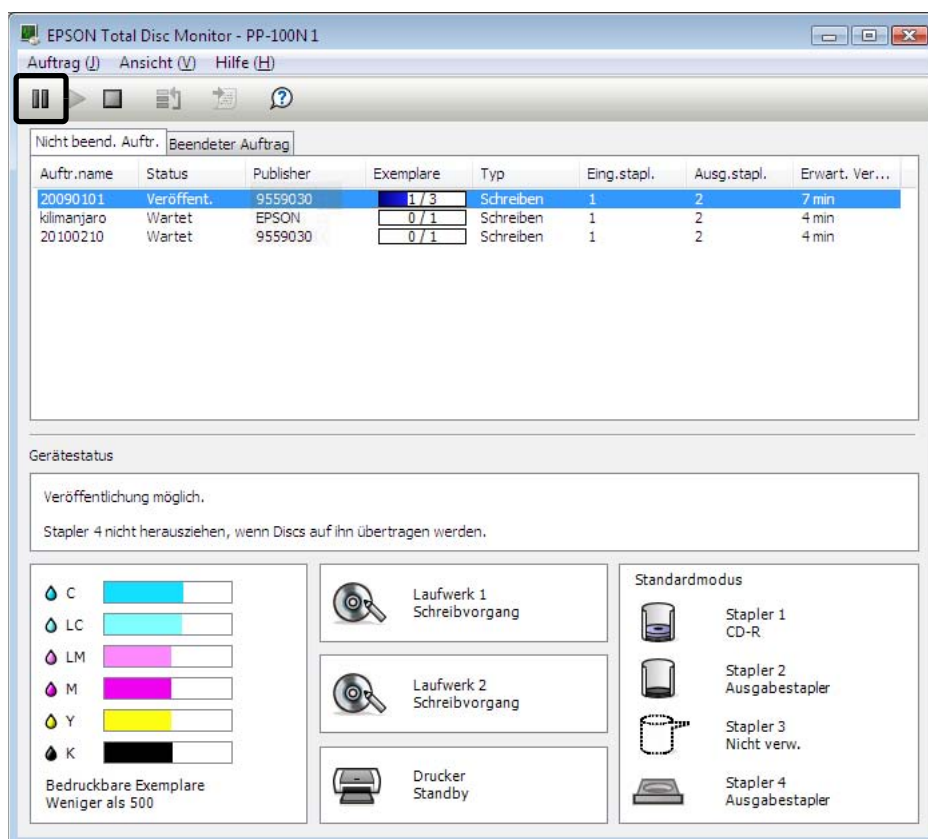 EPSON Total Disc Monitor - PP-100N 1
Auftrag (J) Ansicht (V) Hilfe (H)
Nicht beend. Auftr. Beendeter Auftrag
Auftr.name Status Publisher Exemplare Typ Eing.stapl. Ausg.stapl. Erwart. Ver...
20090101 Veröffent. 9559030 1 / 3 Schreiben 1 2 7 min
kilimanjaro Wartet EPSON 0 / 1 Schreiben 1 2 4 min
20100210 Wartet 9559030 0 / 1 Schreiben 1 2 4 min
Gerätestatus
Veröffentlichung möglich.
Stapler 4 nicht herausziehen, wenn Discs auf ihn übertragen werden.
C
LC
LM
M
Y
K
Bedruckbare Exemplare
Weniger als 500
Laufwerk 1
Schreibvorgang
Laufwerk 2
Schreibvorgang
Drucker
Standby
Standardmodus
Stapler 1
CD-R
Stapler 2
Ausgabestapler
Stapler 3
Nicht verw.
Stapler 4
Ausgabestapler